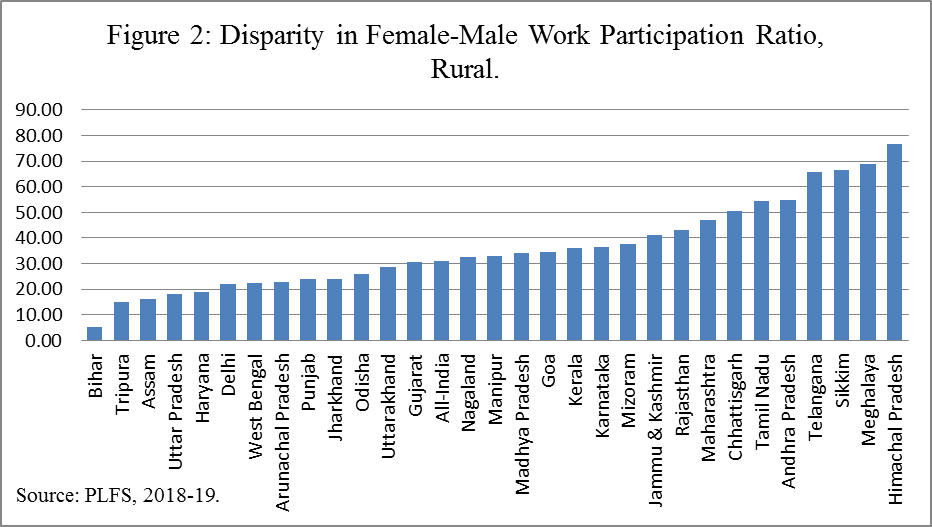 Figure 2: Disparity in Female-Male Work Participation Ratio,
Rural.
90.00
80.00
70.00
60.00
50.00
40.00
30.00
20.00
10.00
0.00
Bihar
Tripura
Assam
Uttar Pradesh
Haryana
Delhi
West Bengal
Arunachal Pradesh
Punjab
Jharkhand
Odisha
Uttarakhand
Gujarat
All-India
Nagaland
Manipur
Madhya Pradesh
Goa
Kerala
Karnataka
Mizoram
Jammu & Kashmir
Rajasthan
Maharashtra
Chhattisgarh
Tamil Nadu
Andhra Pradesh
Telangana
Sikkim
Meghalaya
Himachal Pradesh
Source: PLFS, 2018-19.